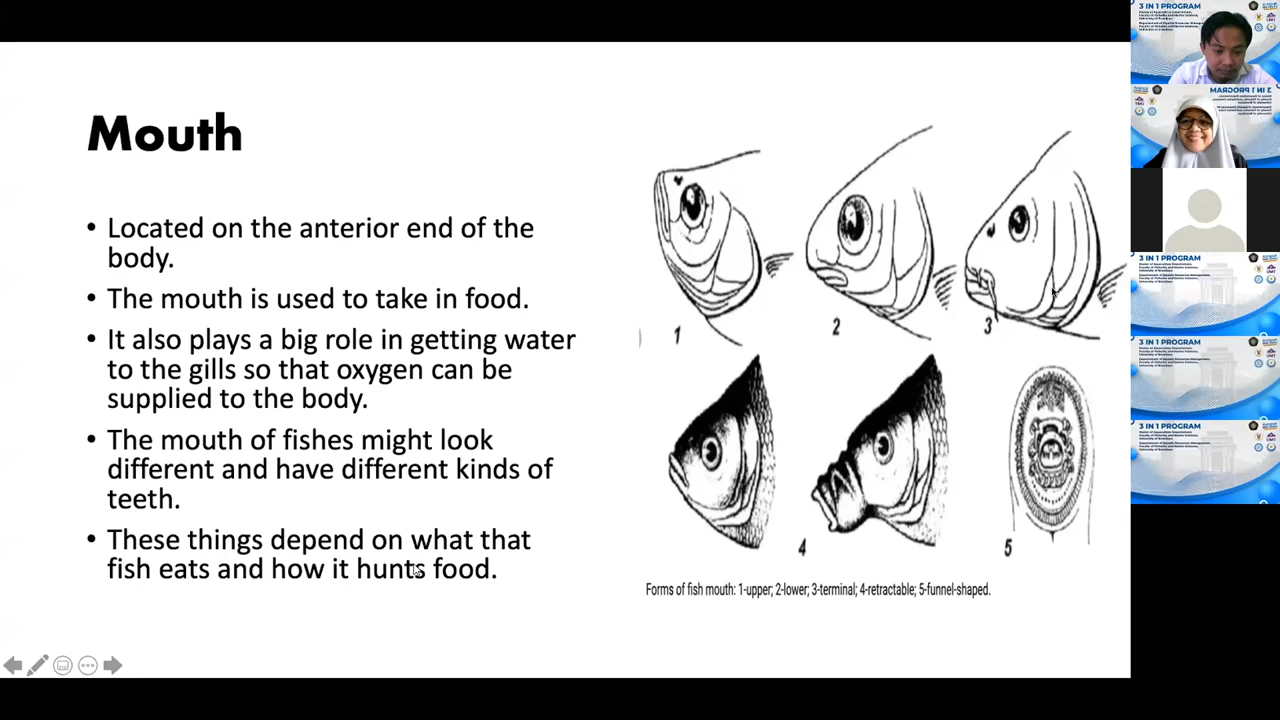 Mouth
• Located on the anterior end of the
body.
• The mouth is used to take in food.
• It also plays a big role in getting water
to the gills so that oxygen can be
supplied to the body.
• The mouth of fishes might look
different and have different kinds of
teeth.
• These things depend on what that
fish eats and how it hunts food.
1
2
3
4
5
Forms of fish mouth: 1-upper; 2-lower; 3-terminal; 4-retractable; 5-funnel-shaped.
3 IN 1 PROGRAM
3 IN 1 PROGRAM
3 IN 1 PROGRAM
3 IN 1 PROGRAM
3 IN 1 PROGRAM